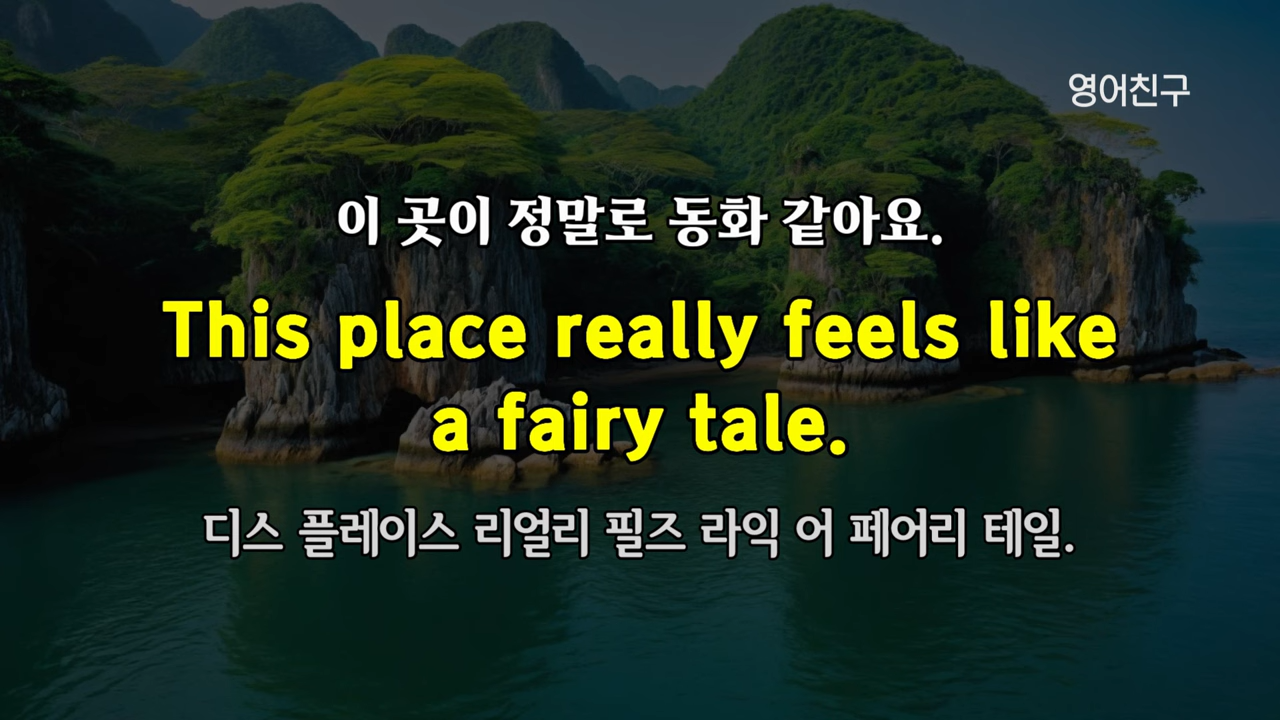 영어친구
이 곳이 정말로 동화 같아요.
This place really feels like
a fairy tale.
디스 플레이스 리얼리 필즈 라익 어 페어리 테일.